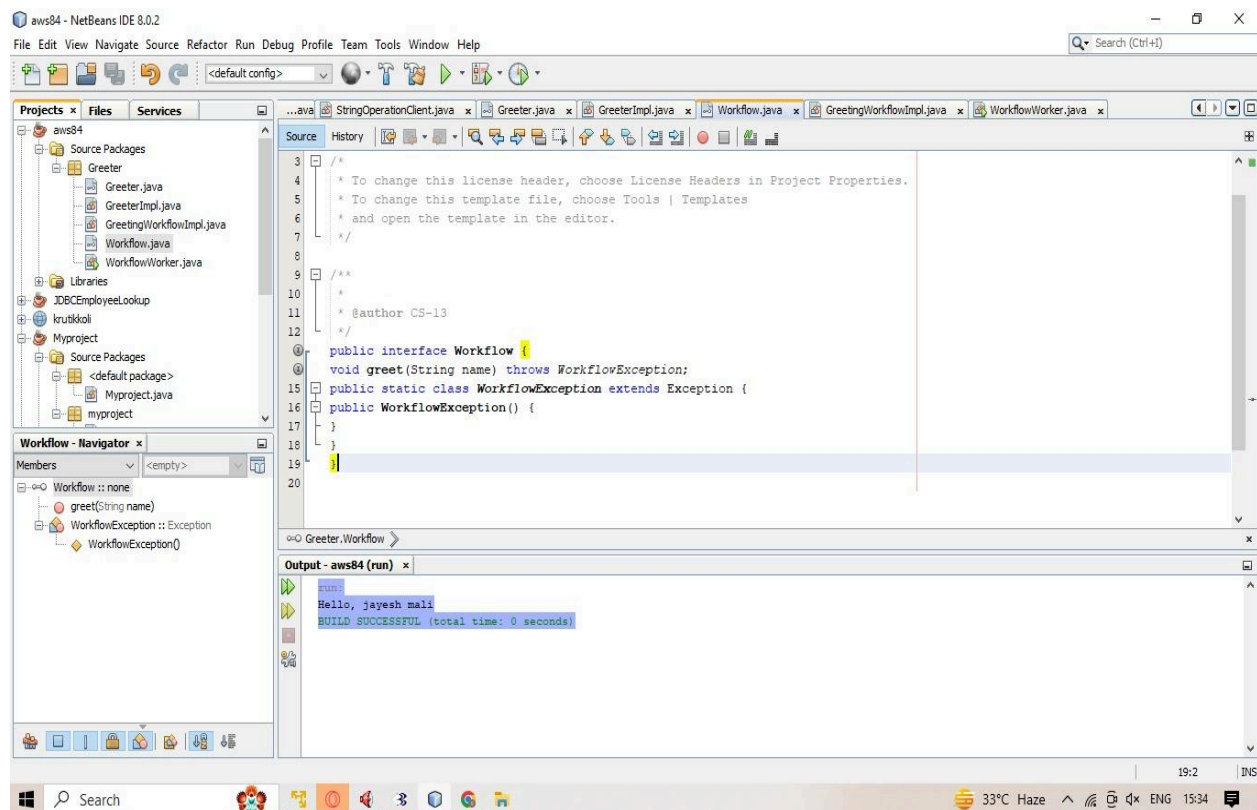 aws84 - NetBeans IDE 8.0.2
File Edit View Navigate Source Refactor Run Debug Profile Team Tools Window Help
Search (Ctrl+I)
<default config>
Projects x Files Services
...ava StringOperationClient.java x Greeter.java x GreeterImpl.java x Workflow.java x GreetingWorkflowImpl.java x WorkflowWorker.java x
Source History
aws84
Source Packages
Greeter
Greeter.java
GreeterImpl.java
GreetingWorkflowImpl.java
Workflow.java
WorkflowWorker.java
Libraries
JDBCEmployeeLookup
krutikkoli
Myproject
Source Packages
<default package>
Myproject.java
myproject
3 /*
4 * To change this license header, choose License Headers in Project Properties.
5 * To change this template file, choose Tools | Templates
6 * and open the template in the editor.
7 */
8
9 /**
10 *
11 * @author CS-13
12 */
public interface Workflow {
void greet(String name) throws WorkflowException;
15 public static class WorkflowException extends Exception {
16 public WorkflowException() {
17 }
18 }
19 }
20
Greeter.Workflow
Workflow - Navigator x
Members <empty>
Workflow :: none
greet(String name)
WorkflowException :: Exception
WorkflowException()
Output - aws84 (run) x
run:
Hello, jayesh mali
BUILD SUCCESSFUL (total time: 0 seconds)
19:2 INS
Search
33°C Haze ENG 15:34